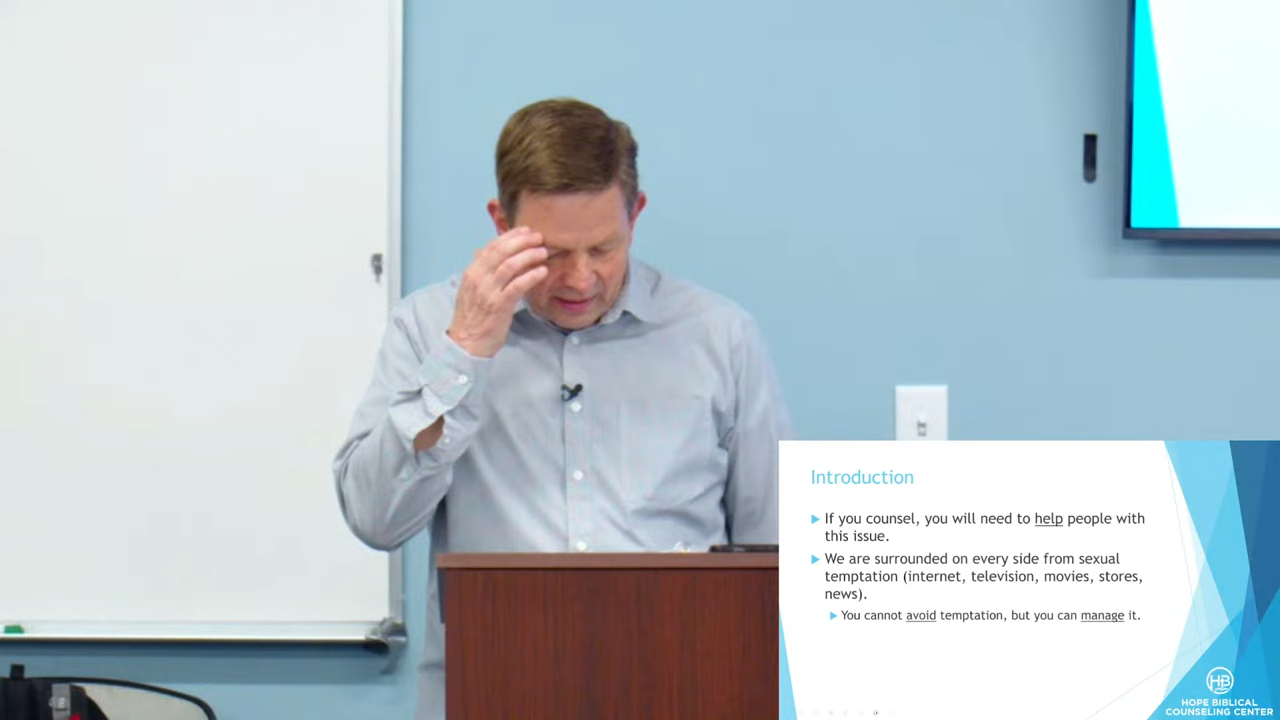 Introduction
If you counsel, you will need to help people with
this issue.
We are surrounded on every side from sexual
temptation (internet, television, movies, stores,
news).
You cannot avoid temptation, but you can manage it.
HB
HOPE BIBLICAL
COUNSELING CENTER